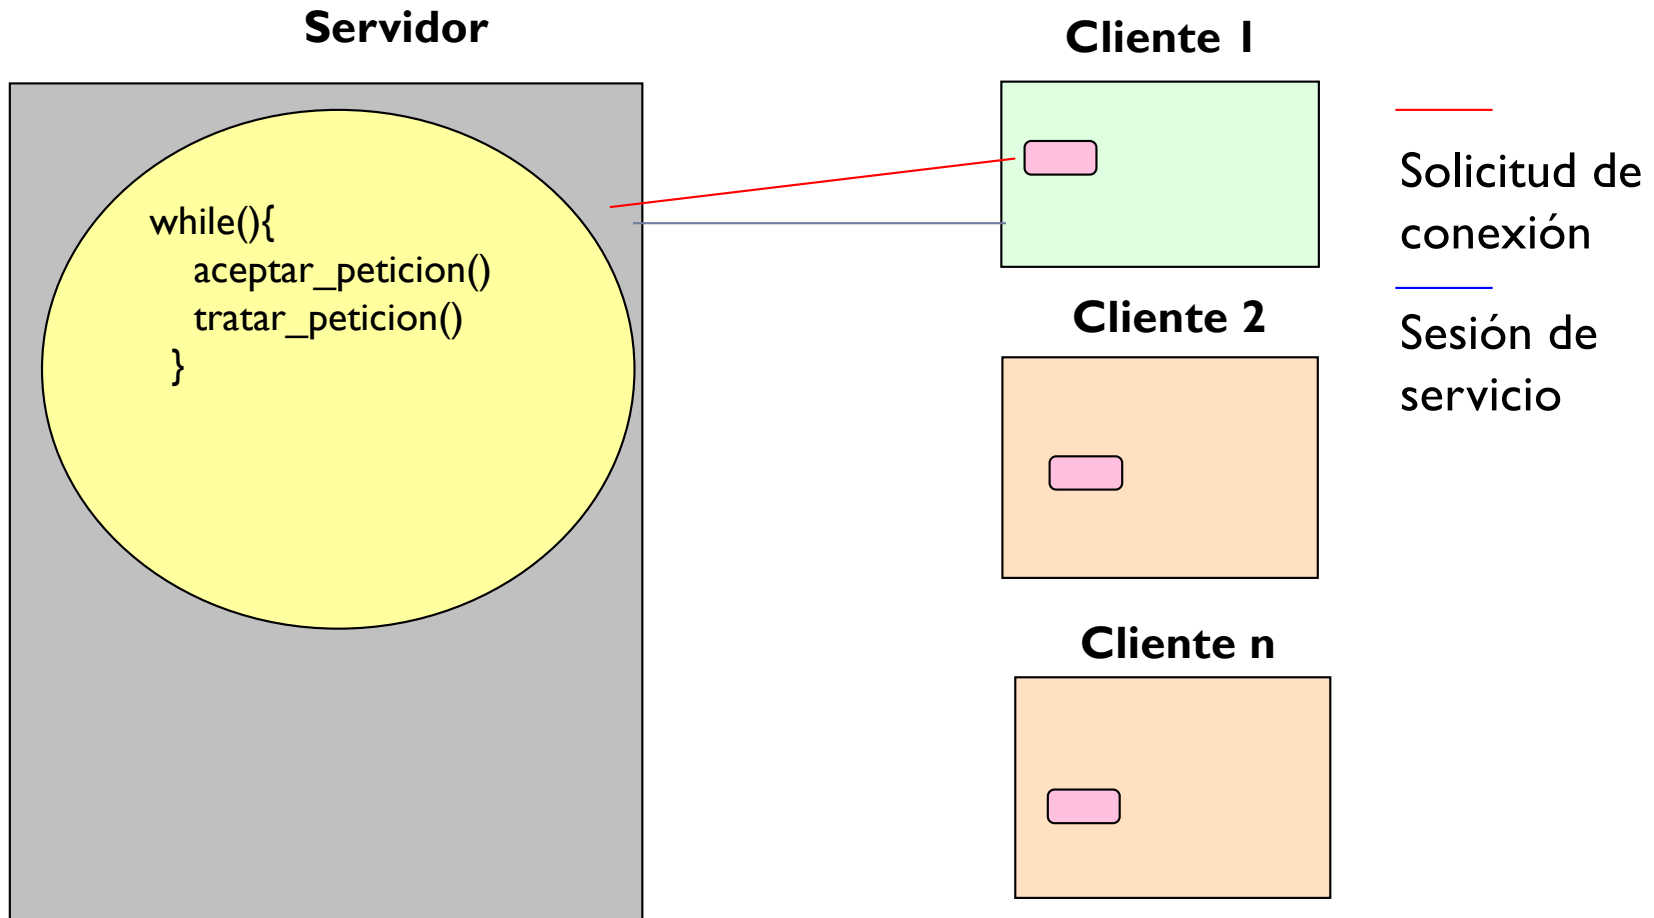 Servidor
while(){
aceptar_peticion()
tratar_peticion()
}
Cliente 1
Cliente 2
Cliente n
Solicitud de
conexión
Sesión de
servicio